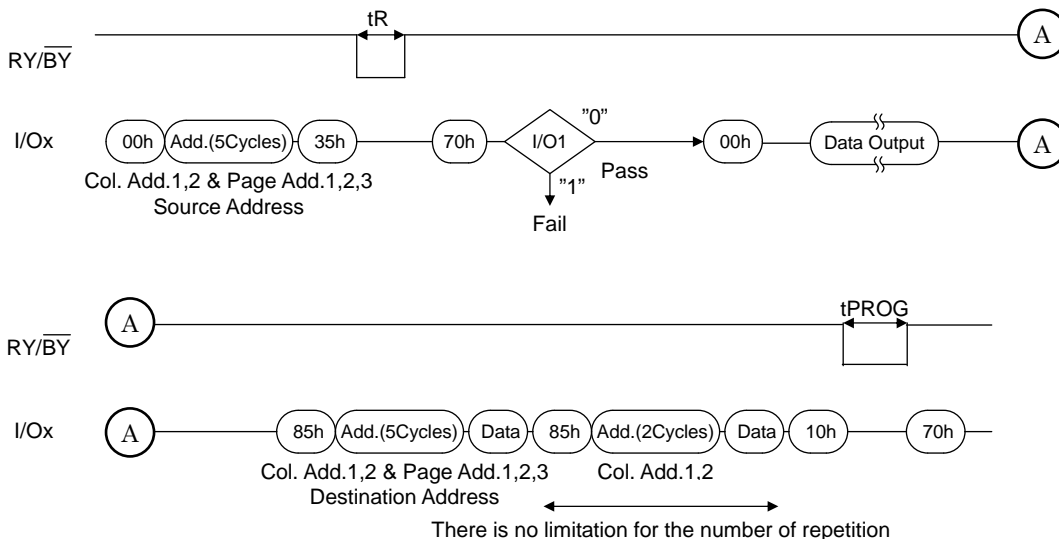 tR
RY/BY
A
I/Ox 00h Add.(5Cycles) 35h 70h I/O1 "0" Pass 00h Data Output A
"1"
Fail
Col. Add.1,2 & Page Add.1,2,3
Source Address
tPROG
A
RY/BY
I/Ox A 85h Add.(5Cycles) Data 85h Add.(2Cycles) Data 10h 70h
Col. Add.1,2 & Page Add.1,2,3 Col. Add.1,2
Destination Address
There is no limitation for the number of repetition